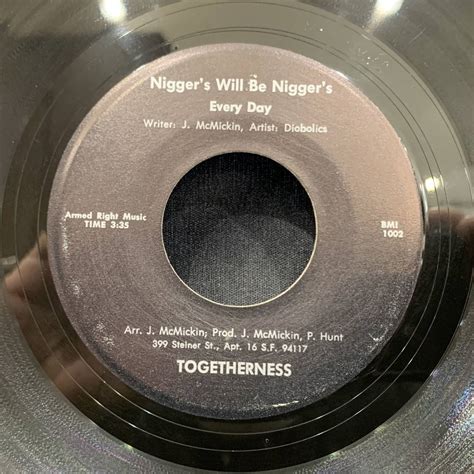 Nigger's Will Be Nigger's
Every Day
Writer: J. McMickin, Artist: Diabolics
Armed Right Music
TIME 3:35
BMI
1002
Arr. J. McMickin; Prod. J. McMickin, P. Hunt
399 Steiner St., Apt. 16 S.F. 94117
TOGETHERNESS